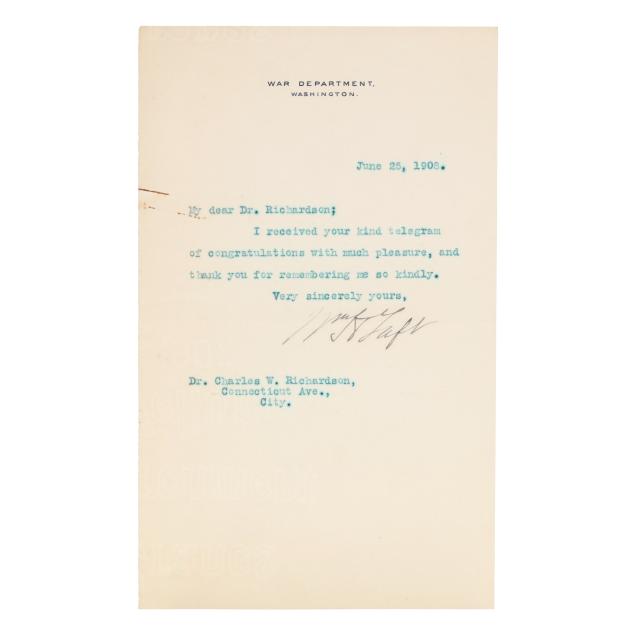 WAR DEPARTMENT,
WASHINGTON.
June 25, 1908.
My dear Dr. Richardson;
I received your kind telegram
of congratulations with much pleasure, and
thank you for remembering me so kindly.
Very sincerely yours,
Wm H Taft
Dr. Charles W. Richardson,
Connecticut Ave.,
City.